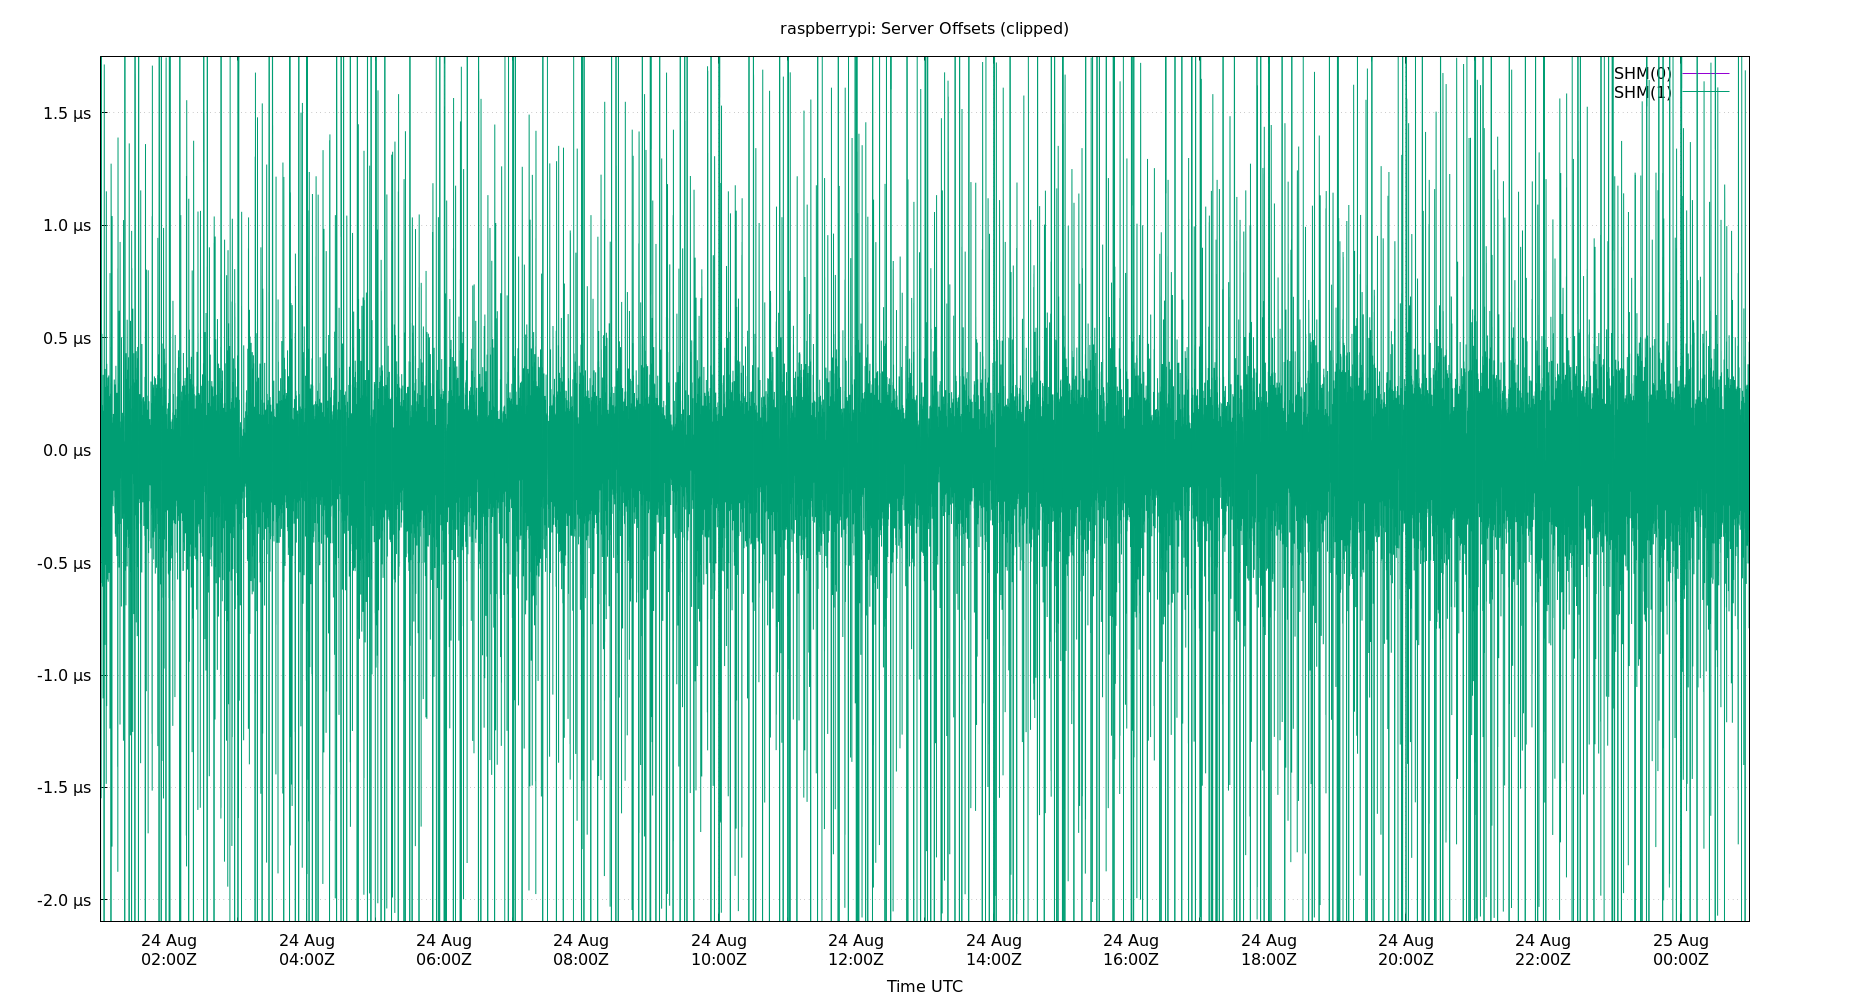 raspberrypi: Server Offsets (clipped)
SHM(0)
SHM(1)
1.5 µs
1.0 µs
0.5 µs
0.0 µs
-0.5 µs
-1.0 µs
-1.5 µs
-2.0 µs
24 Aug 24 Aug 24 Aug 24 Aug 24 Aug 24 Aug 24 Aug 24 Aug 24 Aug 24 Aug 24 Aug 25 Aug
02:00Z 04:00Z 06:00Z 08:00Z 10:00Z 12:00Z 14:00Z 16:00Z 18:00Z 20:00Z 22:00Z 00:00Z
Time UTC